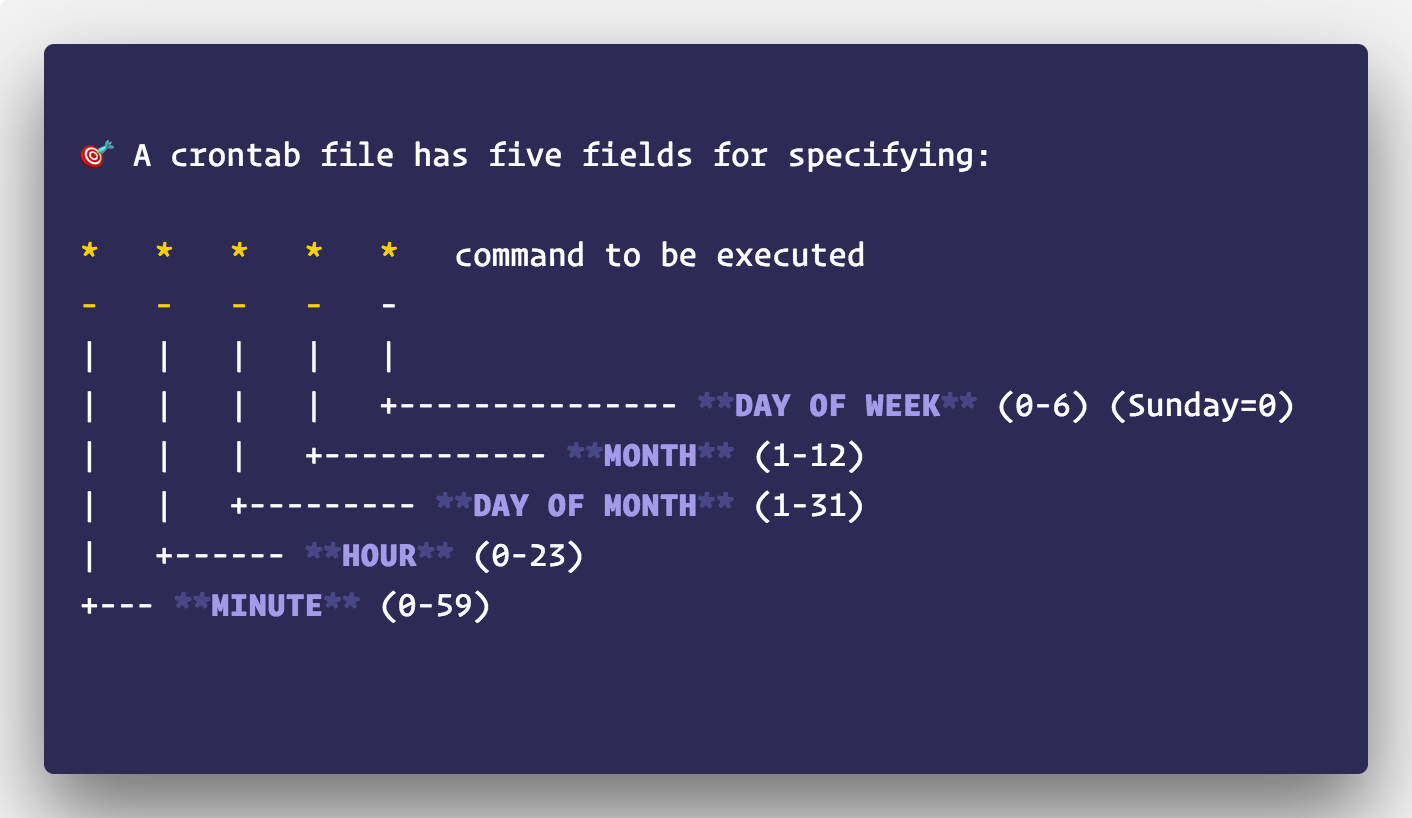 🎯 A crontab file has five fields for specifying:
*   *   *   *   *   command to be executed
-   -   -   -   -
|   |   |   |   |
|   |   |   |   +--------------- **DAY OF WEEK** (0-6) (Sunday=0)
|   |   |   +------------ **MONTH** (1-12)
|   |   +--------- **DAY OF MONTH** (1-31)
|   +------ **HOUR** (0-23)
+--- **MINUTE** (0-59)